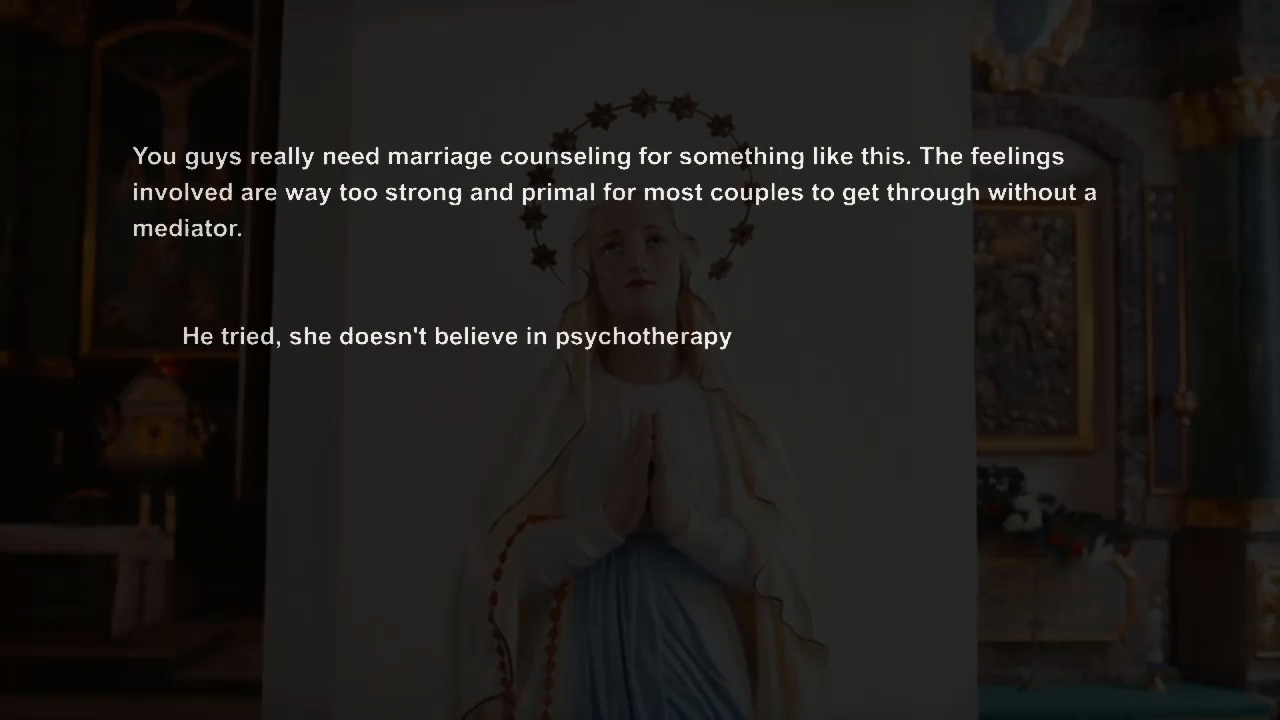 You guys really need marriage counseling for something like this. The feelings
involved are way too strong and primal for most couples to get through without a
mediator.
He tried, she doesn't believe in psychotherapy